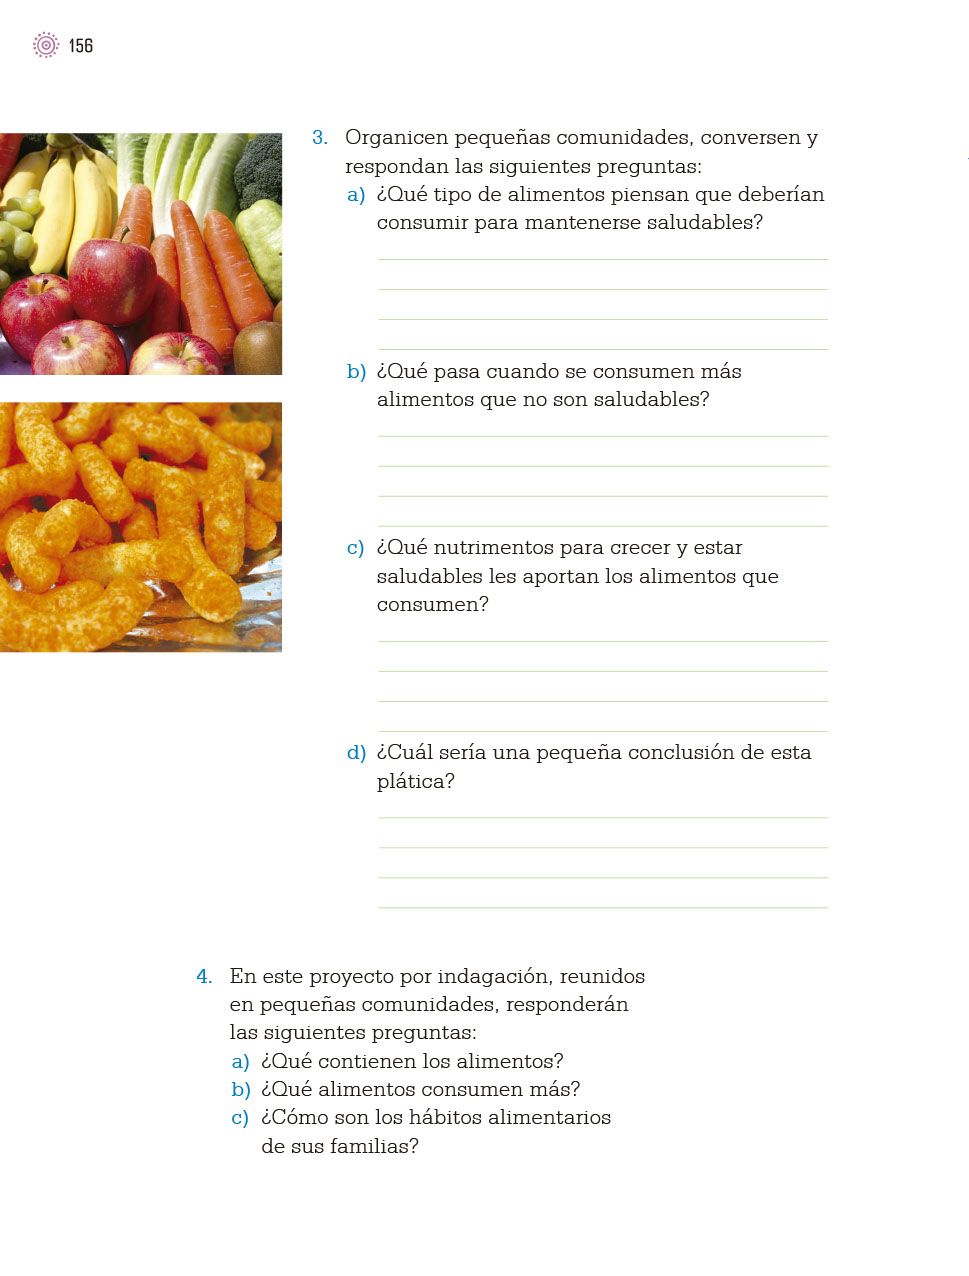 156
3. Organicen pequeñas comunidades, conversen y
respondan las siguientes preguntas:
a) ¿Qué tipo de alimentos piensan que deberían
consumir para mantenerse saludables?
b) ¿Qué pasa cuando se consumen más
alimentos que no son saludables?
c) ¿Qué nutrimentos para crecer y estar
saludables les aportan los alimentos que
consumen?
d) ¿Cuál sería una pequeña conclusión de esta
plática?
4. En este proyecto por indagación, reunidos
en pequeñas comunidades, responderán
las siguientes preguntas:
a) ¿Qué contienen los alimentos?
b) ¿Qué alimentos consumen más?
c) ¿Cómo son los hábitos alimentarios
de sus familias?